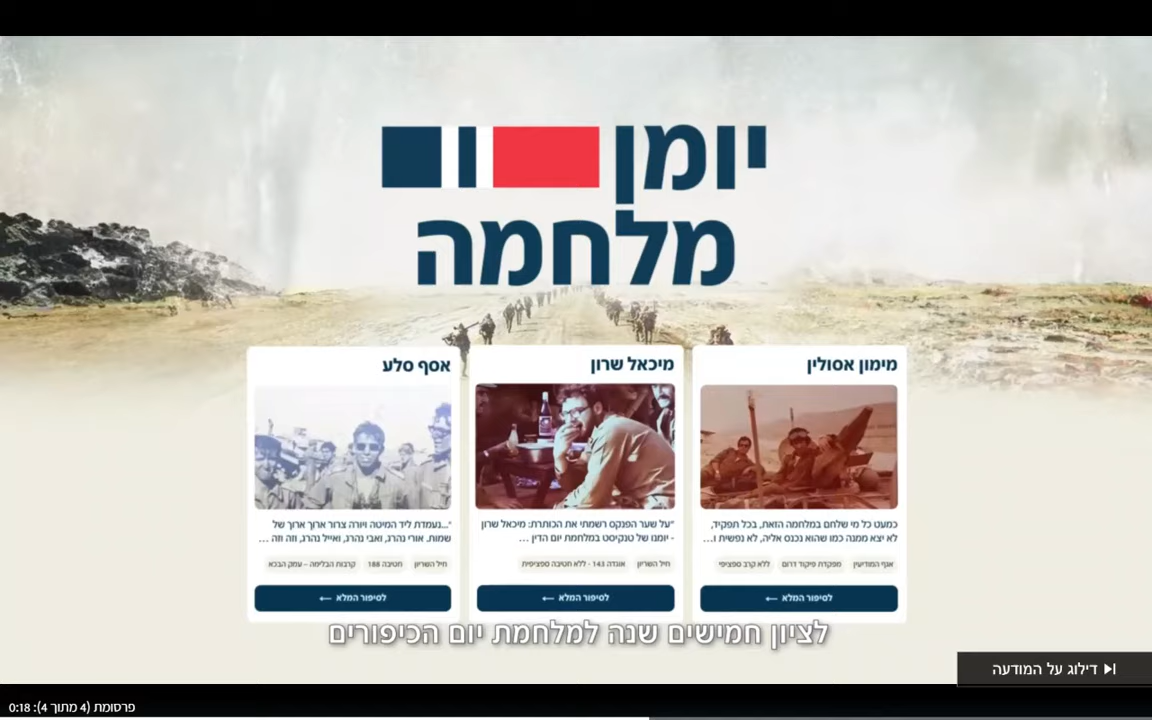 יומן
מלחמה
מימון אסולין
כמעט כל מי שלחם במלחמה הזאת, בכל תפקיד,
לא יצא ממנה כמו שהוא נכנס אליה, לא נפשית ו...
אגף המודיעין
מפקדת פיקוד דרום
ללא קרב ספציפי
לסיפור המלא ←
מיכאל שרון
"על שער הפנקס רשמתי את הכותרת: מיכאל שרון
- יומנו של טנקיסט במלחמת יום הדין ...
חיל השריון
אוגדה 143 - ללא חטיבה ספציפית
לסיפור המלא ←
אסף סלע
"...נעמדת ליד המיטה ויורה צרור ארוך ארוך של
שמות. אורי נהרג, ואבי נהרג, ואייל נהרג, וזה וזה ...
חיל השריון
חטיבה 188
קרבות הבלימה – עמק הבכא
לסיפור המלא ←
לציון חמישים שנה למלחמת יום הכיפורים
דילוג על המודעה
פרסומת (4 מתוך 4): 0:18